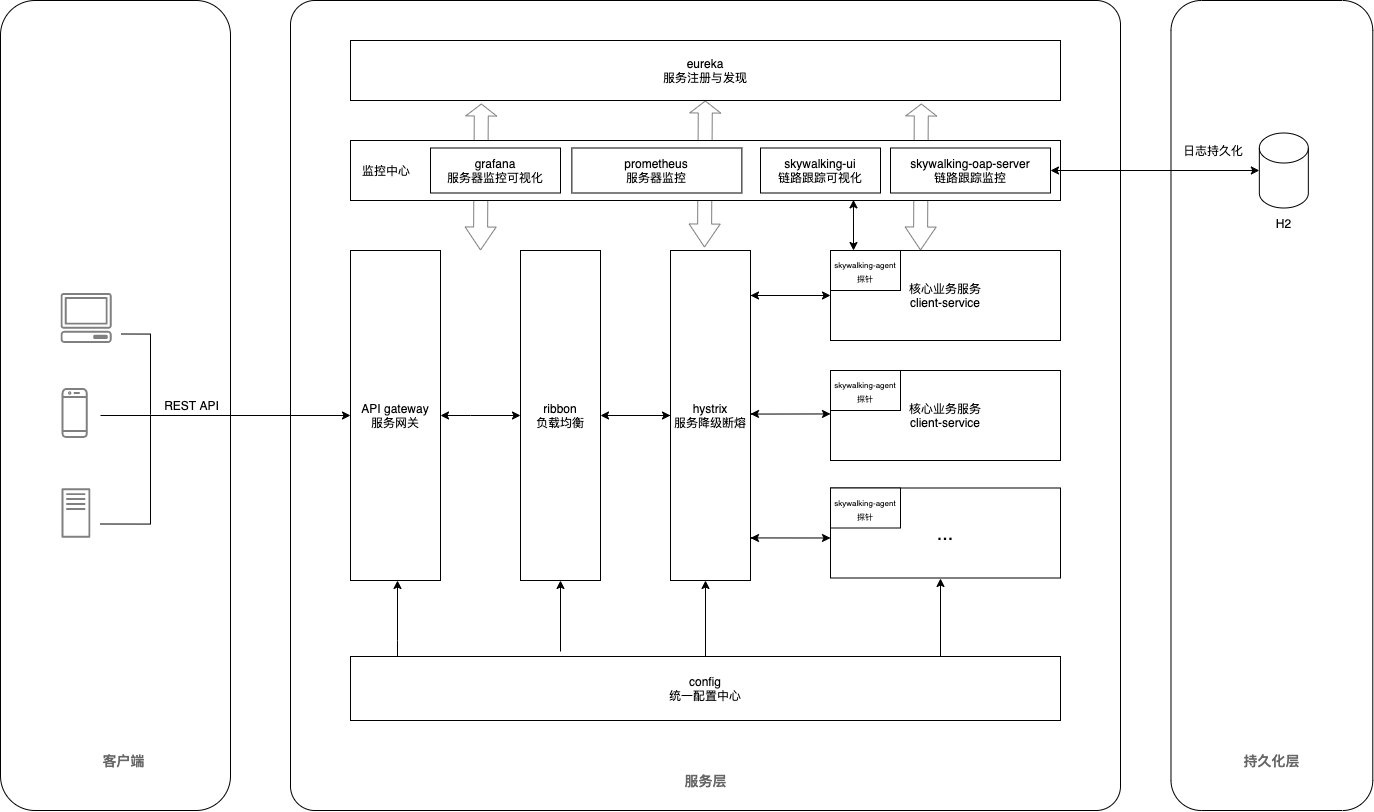 eureka
服务注册与发现
监控中心
grafana
服务器监控可视化
prometheus
服务器监控
skywalking-ui
链路跟踪可视化
skywalking-oap-server
链路跟踪监控
日志持久化
H2
skywalking-agent
探针
核心业务服务
client-service
REST API
API gateway
服务网关
ribbon
负载均衡
hystrix
服务降级断熔
skywalking-agent
探针
核心业务服务
client-service
skywalking-agent
探针
...
config
统一配置中心
客户端
服务层
持久化层